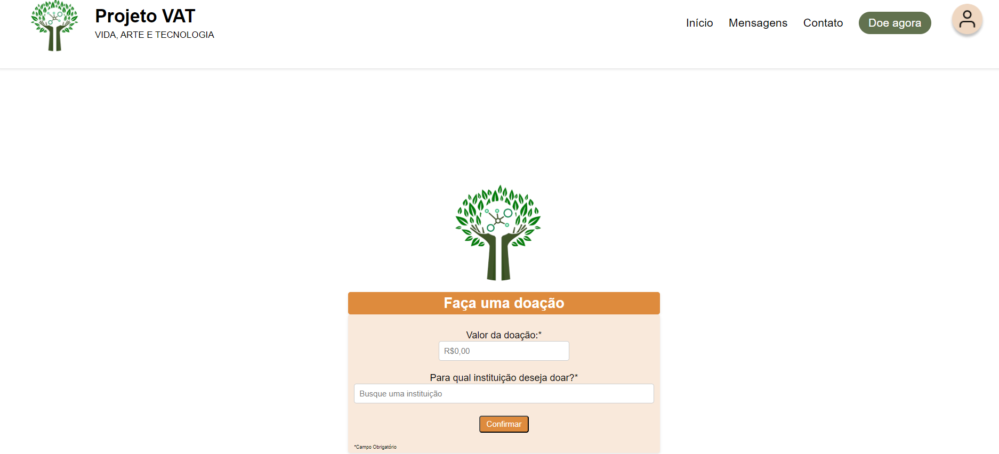 Projeto VAT
VIDA, ARTE E TECNOLOGIA
Início
Mensagens
Contato
Doe agora
Faça uma doação
Valor da doação:*
R$0,00
Para qual instituição deseja doar?*
Busque uma instituição
Confirmar
*Campo Obrigatório